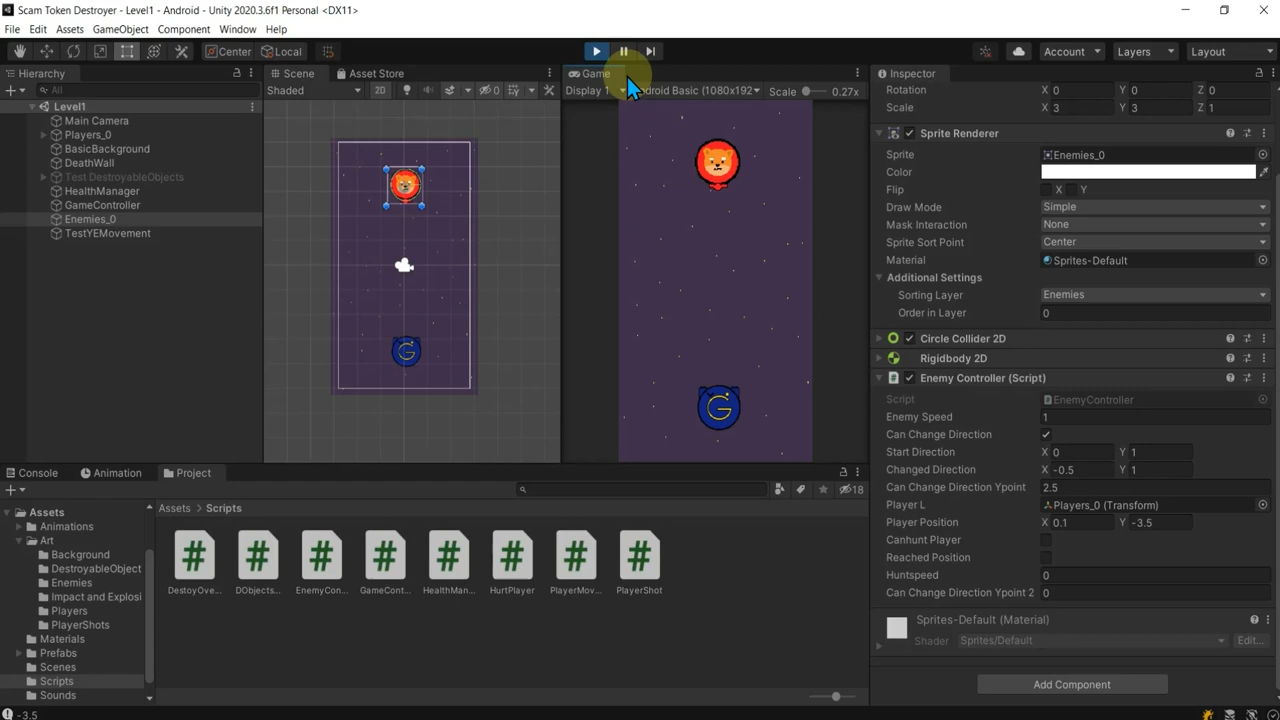 Scam Token Destroyer - Level1 - Android - Unity 2020.3.6f1 Personal <DX11>
File Edit Assets GameObject Component Window Help
Center Local Account Layers Layout
Hierarchy
All
Level1
Main Camera
Players_0
BasicBackground
DeathWall
Test DestroyableObjects
HealthManager
GameController
Enemies_0
TestYEMovement
Scene Asset Store
Shaded 2D 0
Game
Display 1 ndroid Basic (1080x192 Scale 0.27x
G
G
Inspector
Rotation X 0 Y 0 Z 0
Scale X 3 Y 3 Z 1
Sprite Renderer
Sprite Enemies_0
Color
Flip X Y
Draw Mode Simple
Mask Interaction None
Sprite Sort Point Center
Material Sprites-Default
Additional Settings
Sorting Layer Enemies
Order in Layer 0
Circle Collider 2D
Rigidbody 2D
Enemy Controller (Script)
Script EnemyController
Enemy Speed 1
Can Change Direction
Start Direction X 0 Y 1
Changed Direction X -0.5 Y 1
Can Change Direction Ypoint 2.5
Player L Players_0 (Transform)
Player Position X 0.1 Y -3.5
Canhunt Player
Reached Position
Huntspeed 0
Can Change Direction Ypoint 2 0
Sprites-Default (Material)
Shader Sprites/Default Edit...
Add Component
Console Animation Project
18
Assets
Animations
Art
Background
DestroyableObject
Enemies
Impact and Explosi
Players
PlayerShots
Materials
Prefabs
Scenes
Scripts
Sounds
Assets > Scripts
DestoyOve... DObjects... EnemyCon... GameCont... HealthMan... HurtPlayer PlayerMov... PlayerShot
-3.5